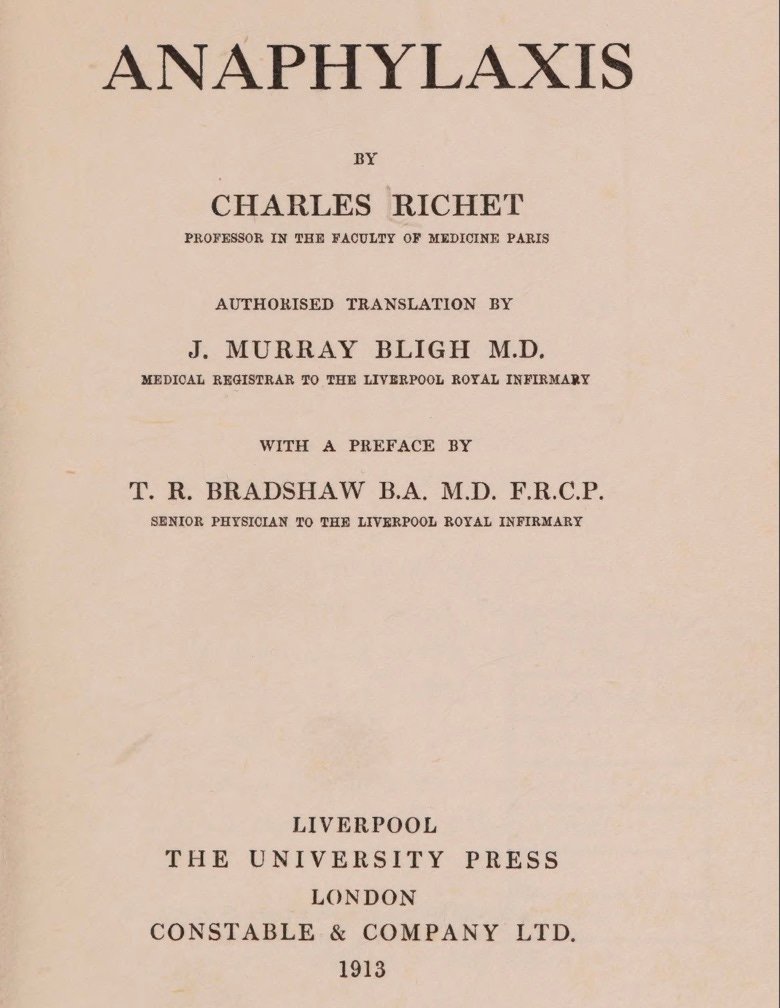 ANAPHYLAXIS
BY
CHARLES RICHET
PROFESSOR IN THE FACULTY OF MEDICINE PARIS
AUTHORISED TRANSLATION BY
J. MURRAY BLIGH M.D.
MEDICAL REGISTRAR TO THE LIVERPOOL ROYAL INFIRMARY
WITH A PREFACE BY
T. R. BRADSHAW B.A. M.D. F.R.C.P.
SENIOR PHYSICIAN TO THE LIVERPOOL ROYAL INFIRMARY
LIVERPOOL
THE UNIVERSITY PRESS
LONDON
CONSTABLE & COMPANY LTD.
1913